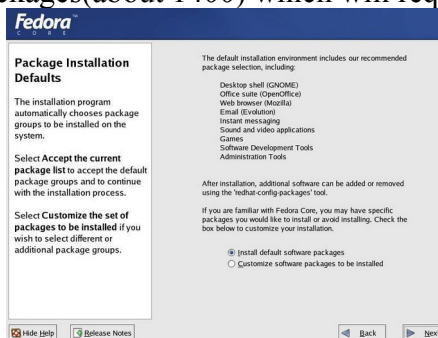 ckages(about 1400) which will req
Fedora
CORE
Package Installation
Defaults
The installation program
automatically chooses package
groups to be installed on the
system.
Select Accept the current
package list to accept the default
package groups and to continue
with the installation process.
Select Customize the set of
packages to be installed if you
wish to select different or
additional package groups.
The default installation environment includes our recommended
package selection, including:
Desktop shell (GNOME)
Office suite (OpenOffice)
Web browser (Mozilla)
Email (Evolution)
Instant messaging
Sound and video applications
Games
Software Development Tools
Administration Tools
After installation, additional software can be added or removed
using the 'redhat-config-packages' tool.
If you are familiar with Fedora Core, you may have specific
packages you would like to install or avoid installing. Check the
box below to customize your installation.
Install default software packages
Customize software packages to be installed
Hide Help
Release Notes
Back
Next